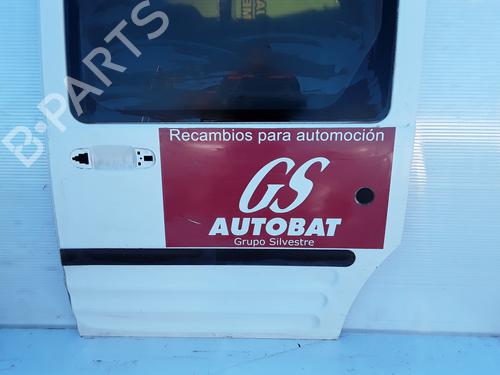 B-PARTS
Recambios para automoción
GS
AUTOBAT
Grupo Silvestre